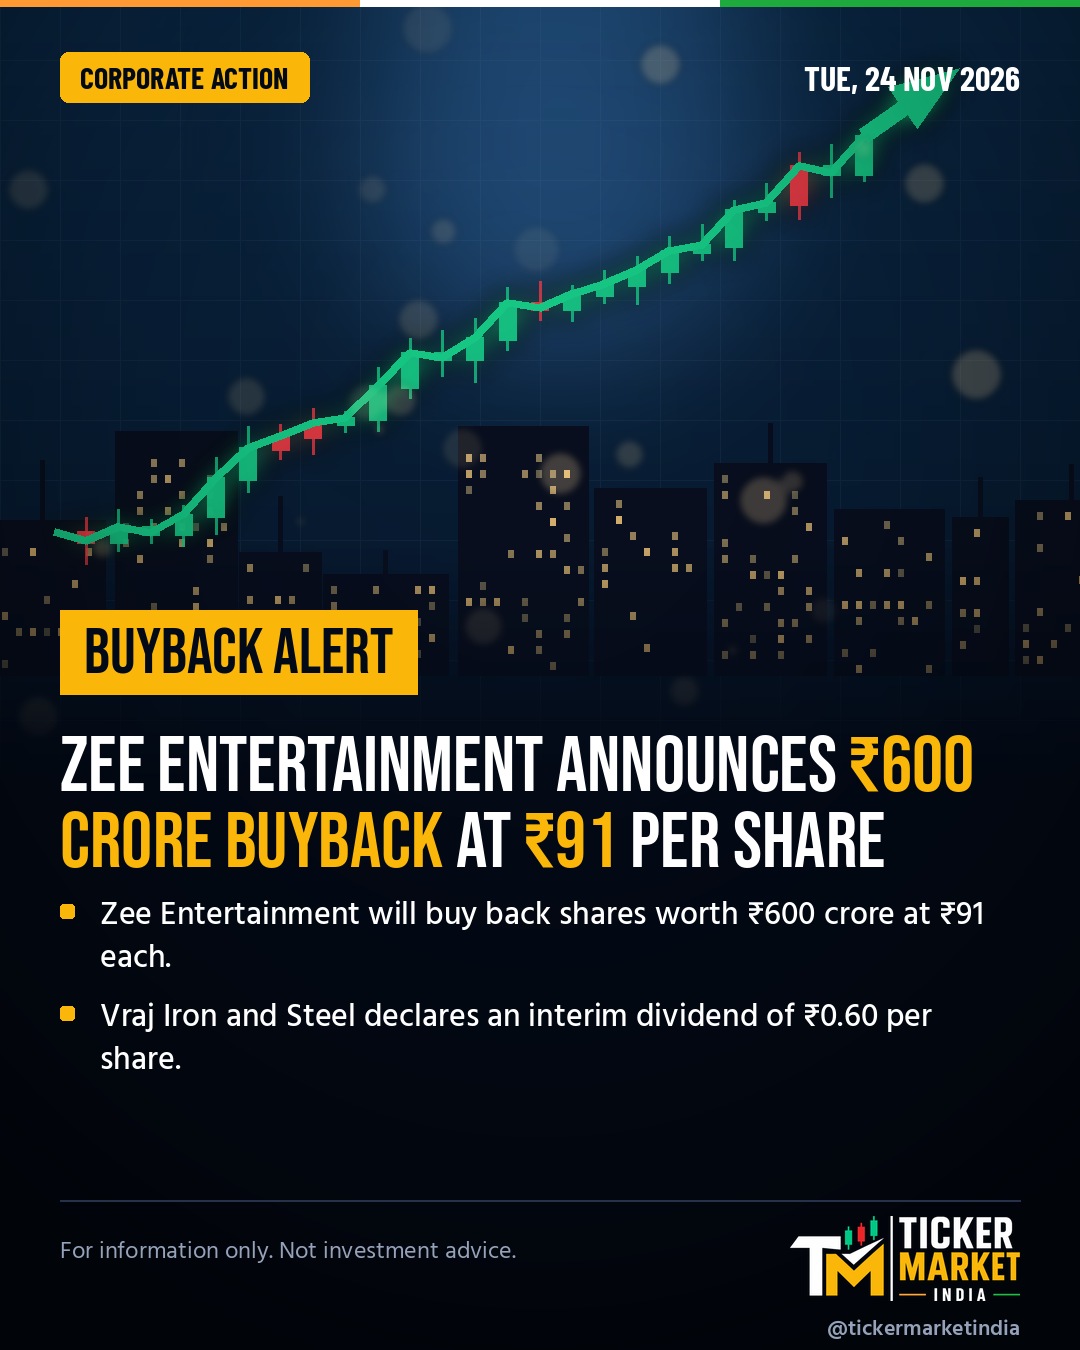 CORPORATE ACTION
TUE, 24 NOV 2026
BUYBACK ALERT
ZEE ENTERTAINMENT ANNOUNCES ₹600
CRORE BUYBACK AT ₹91 PER SHARE
Zee Entertainment will buy back shares worth ₹600 crore at ₹91
each.
Vraj Iron and Steel declares an interim dividend of ₹0.60 per
share.
For information only. Not investment advice.
TM
TICKER
MARKET
INDIA
@tickermarketindia